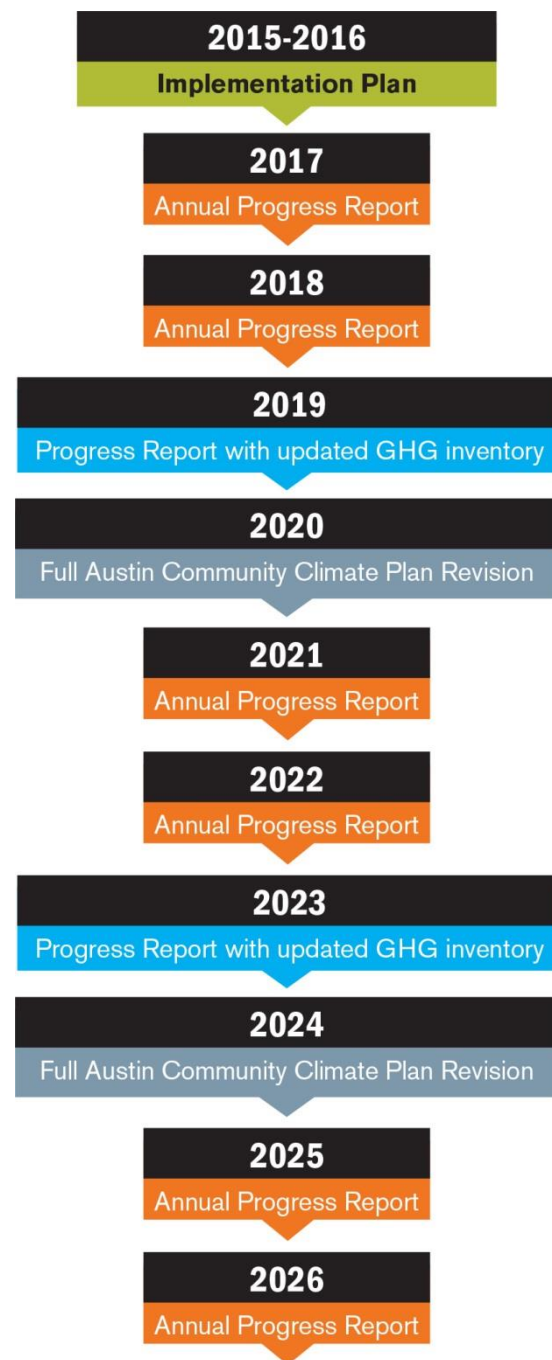 2015-2016
Implementation Plan
2017
Annual Progress Report
2018
Annual Progress Report
2019
Progress Report with updated GHG inventory
2020
Full Austin Community Climate Plan Revision
2021
Annual Progress Report
2022
Annual Progress Report
2023
Progress Report with updated GHG inventory
2024
Full Austin Community Climate Plan Revision
2025
Annual Progress Report
2026
Annual Progress Report